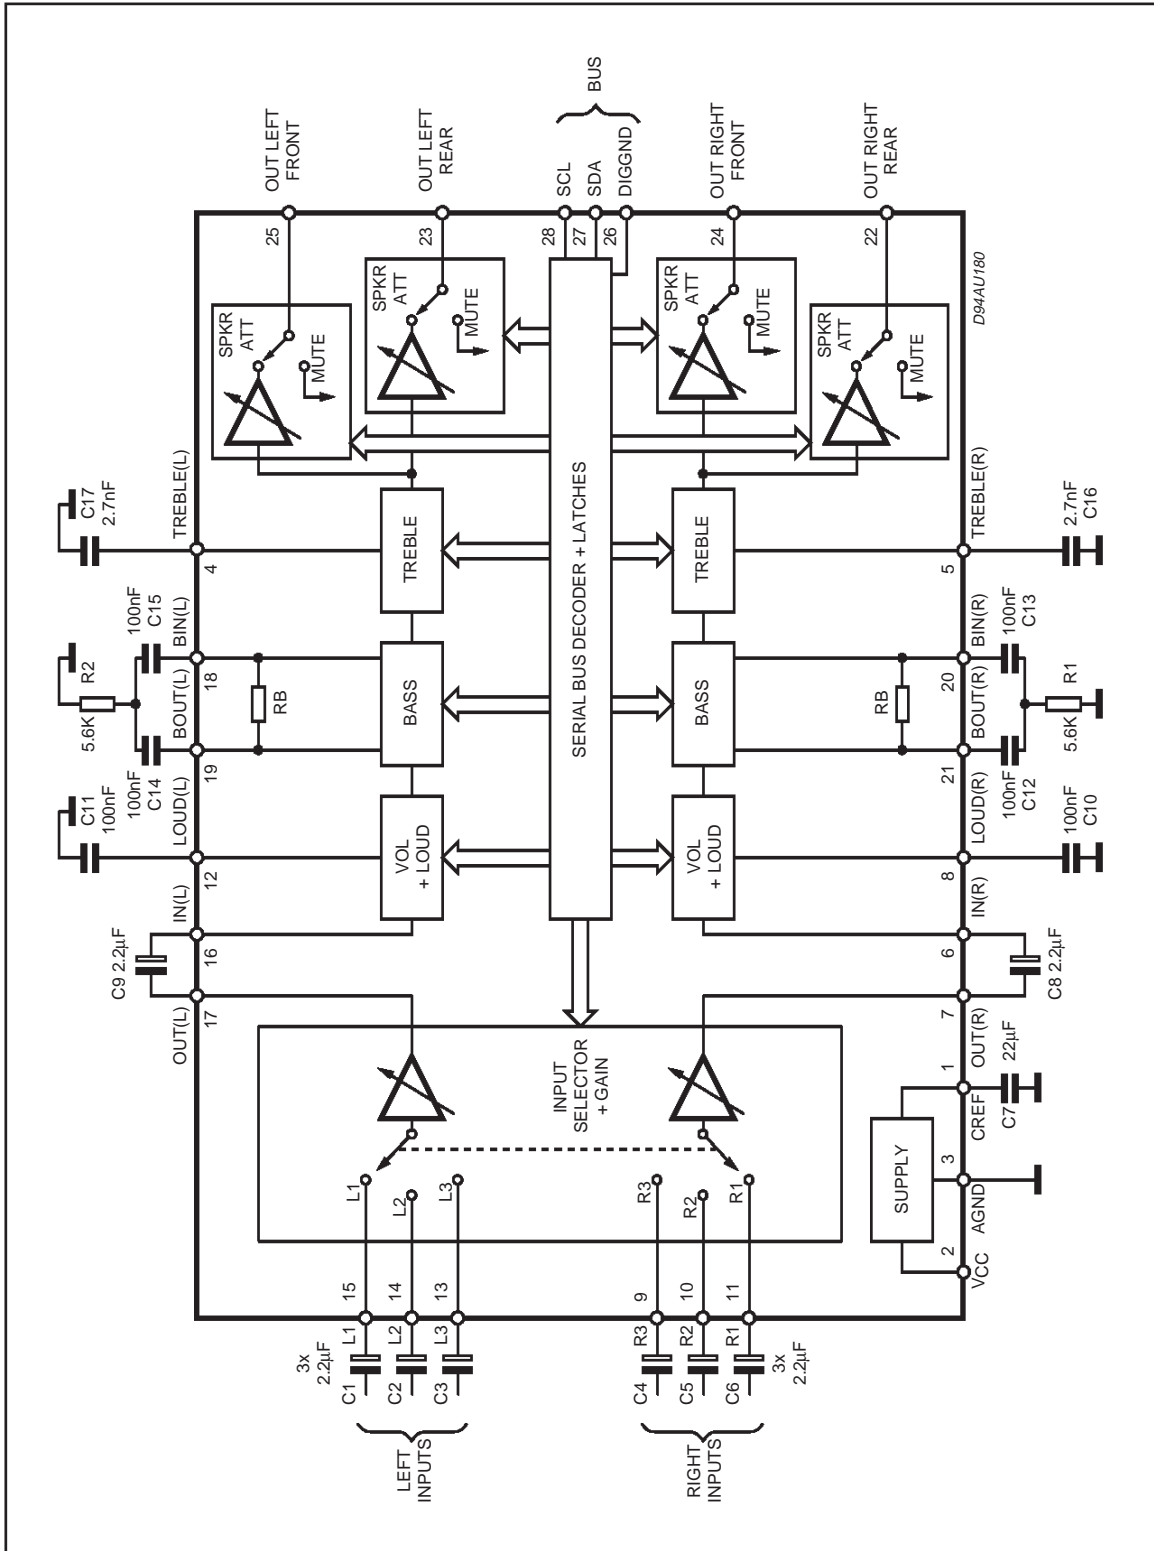 BUS
OUT LEFT
FRONT
OUT LEFT
REAR
SCL
SDA
DIGGND
OUT RIGHT
FRONT
OUT RIGHT
REAR
25
23
28
27
26
24
22
SPKR
ATT
MUTE
SPKR
ATT
MUTE
SPKR
ATT
MUTE
SPKR
ATT
MUTE
D94AU180
C17
2.7nF
TREBLE(L)
4
TREBLE
SERIAL BUS DECODER + LATCHES
TREBLE
5
TREBLE(R)
2.7nF
C16
R2
5.6K
100nF
C15
BIN(L)
18
BOUT(L)
19
100nF
C14
RB
BASS
BASS
RB
20
BIN(R)
100nF
C13
21
BOUT(R)
100nF
C12
R1
5.6K
C11
100nF
LOUD(L)
12
VOL
+ LOUD
VOL
+ LOUD
8
LOUD(R)
100nF
C10
C9 2.2µF
IN(L)
16
OUT(L)
17
6
IN(R)
7
OUT(R)
C8 2.2µF
INPUT
SELECTOR
+ GAIN
L1
L2
L3
R3
R2
R1
SUPPLY
1
CREF
C7
22µF
3
AGND
2
VCC
15
14
13
9
10
11
L1
L2
L3
R3
R2
R1
3x
2.2µF
C1
C2
C3
C4
C5
C6
3x
2.2µF
LEFT
INPUTS
RIGHT
INPUTS